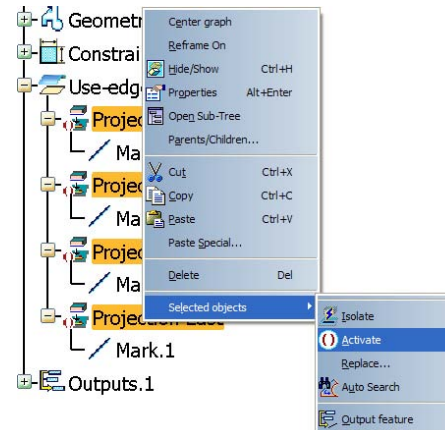 Geometr
Constrai
Use-edg
Projec
Ma
Projec
Ma
Projec
Ma
Projection East
Mark.1
Outputs.1
Center graph
Reframe On
Hide/Show Ctrl+H
Properties Alt+Enter
Open Sub-Tree
Parents/Children...
Cut Ctrl+X
Copy Ctrl+C
Paste Ctrl+V
Paste Special...
Delete Del
Selected objects
Isolate
Activate
Replace...
Auto Search
Output feature